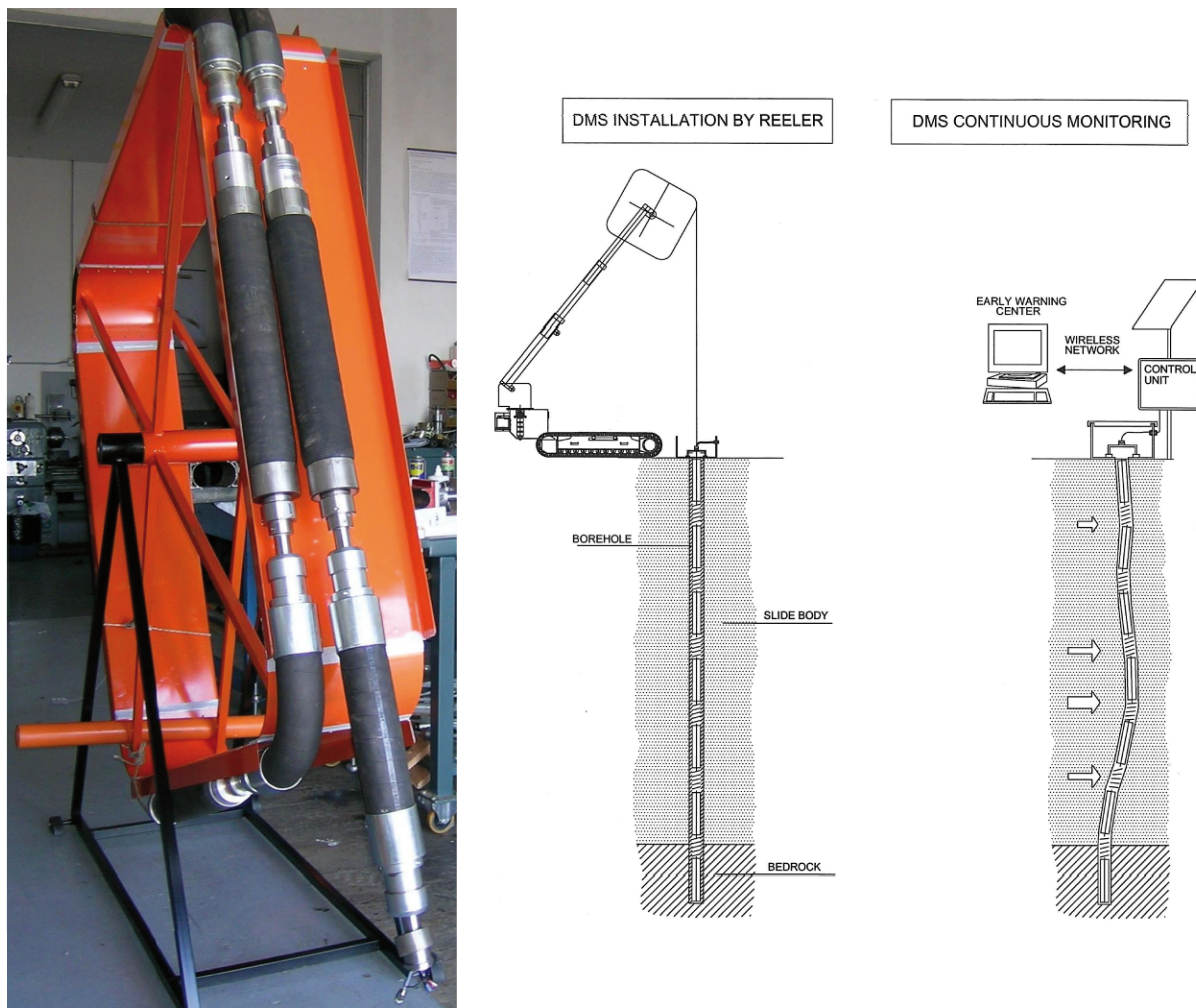 DMS INSTALLATION BY REELER
DMS CONTINUOUS MONITORING
EARLY WARNING
CENTER
WIRELESS
NETWORK
CONTROL
UNIT
BOREHOLE
SLIDE BODY
BEDROCK